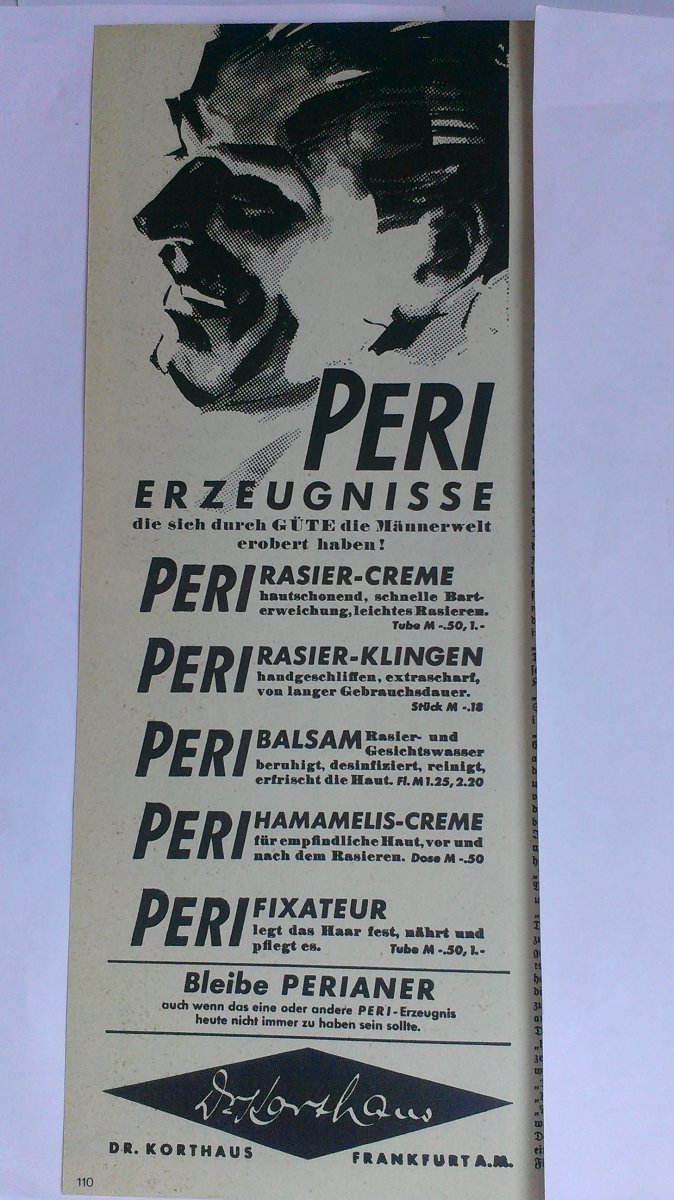 PERI
ERZEUGNISSE
die sich durch GÜTE die Männerwelt
erobert haben!
PERI RASIER-CREME
hautschonend, schnelle Bart-
erweichung, leichtes Rasieren.
Tube M -.50, 1.-
PERI RASIER-KLINGEN
handgeschliffen, extrascharf,
von langer Gebrauchsdauer.
Stück M -.18
PERI BALSAM Rasier- und
Gesichtswasser
beruhigt, desinfiziert, reinigt,
erfrischt die Haut. Fl. M 1.25, 2.20
PERI HAMAMELIS-CREME
für empfindliche Haut, vor und
nach dem Rasieren. Dose M -.50
PERI FIXATEUR
legt das Haar fest, nährt und
pflegt es. Tube M -.50, 1.-
Bleibe PERIANER
auch wenn das eine oder andere PERI-Erzeugnis
heute nicht immer zu haben sein sollte.
Dr. Korthaus
DR. KORTHAUS FRANKFURT A.M.
110